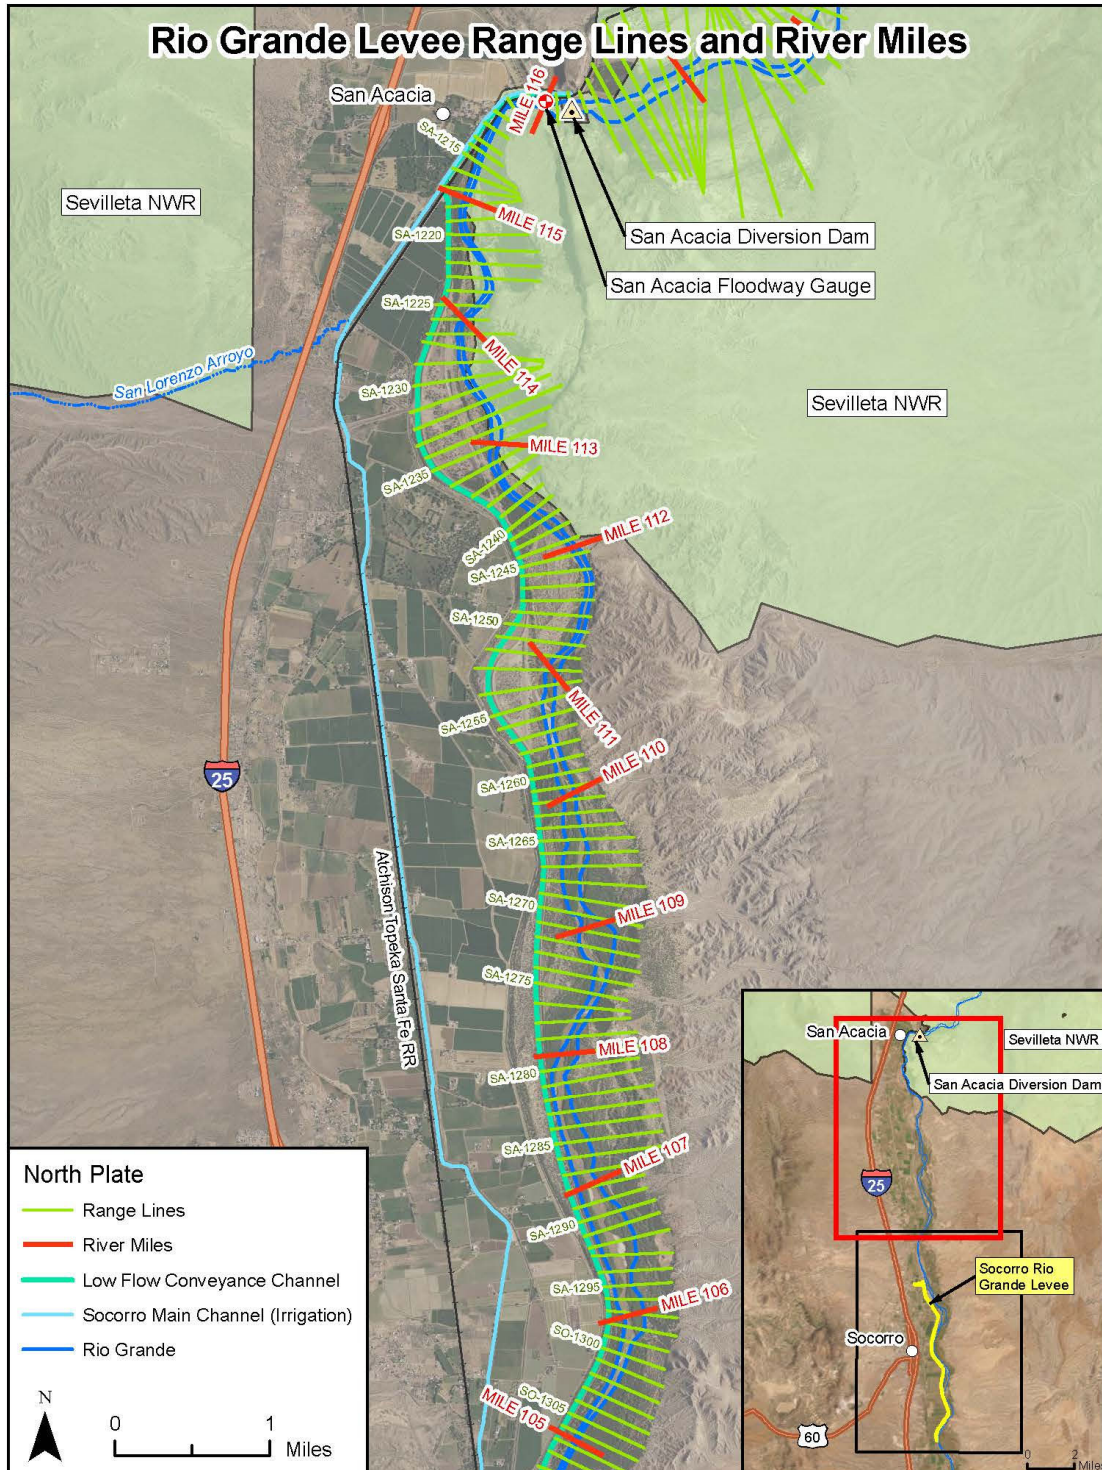 Rio Grande Levee Range Lines and River Miles
San Acacia
MILE 116
SA-1215
Sevilleta NWR
MILE 115
SA-1220
San Acacia Diversion Dam
San Acacia Floodway Gauge
SA-1225
San Lorenzo Arroyo
MILE 114
SA-1230
Sevilleta NWR
MILE 113
SA-1235
MILE 112
SA-1240
SA-1245
SA-1250
MILE 111
SA-1255
MILE 110
25
SA-1260
SA-1265
Atchison Topeka Santa Fe RR
SA-1270
MILE 109
SA-1275
MILE 108
SA-1280
SA-1285
MILE 107
SA-1290
SA-1295
MILE 106
SO-1300
SO-1305
MILE 105
North Plate
Range Lines
River Miles
Low Flow Conveyance Channel
Socorro Main Channel (Irrigation)
Rio Grande
N
0 1
Miles
San Acacia
Sevilleta NWR
San Acacia Diversion Dam
25
Socorro Rio
Grande Levee
Socorro
60
0 2
Miles